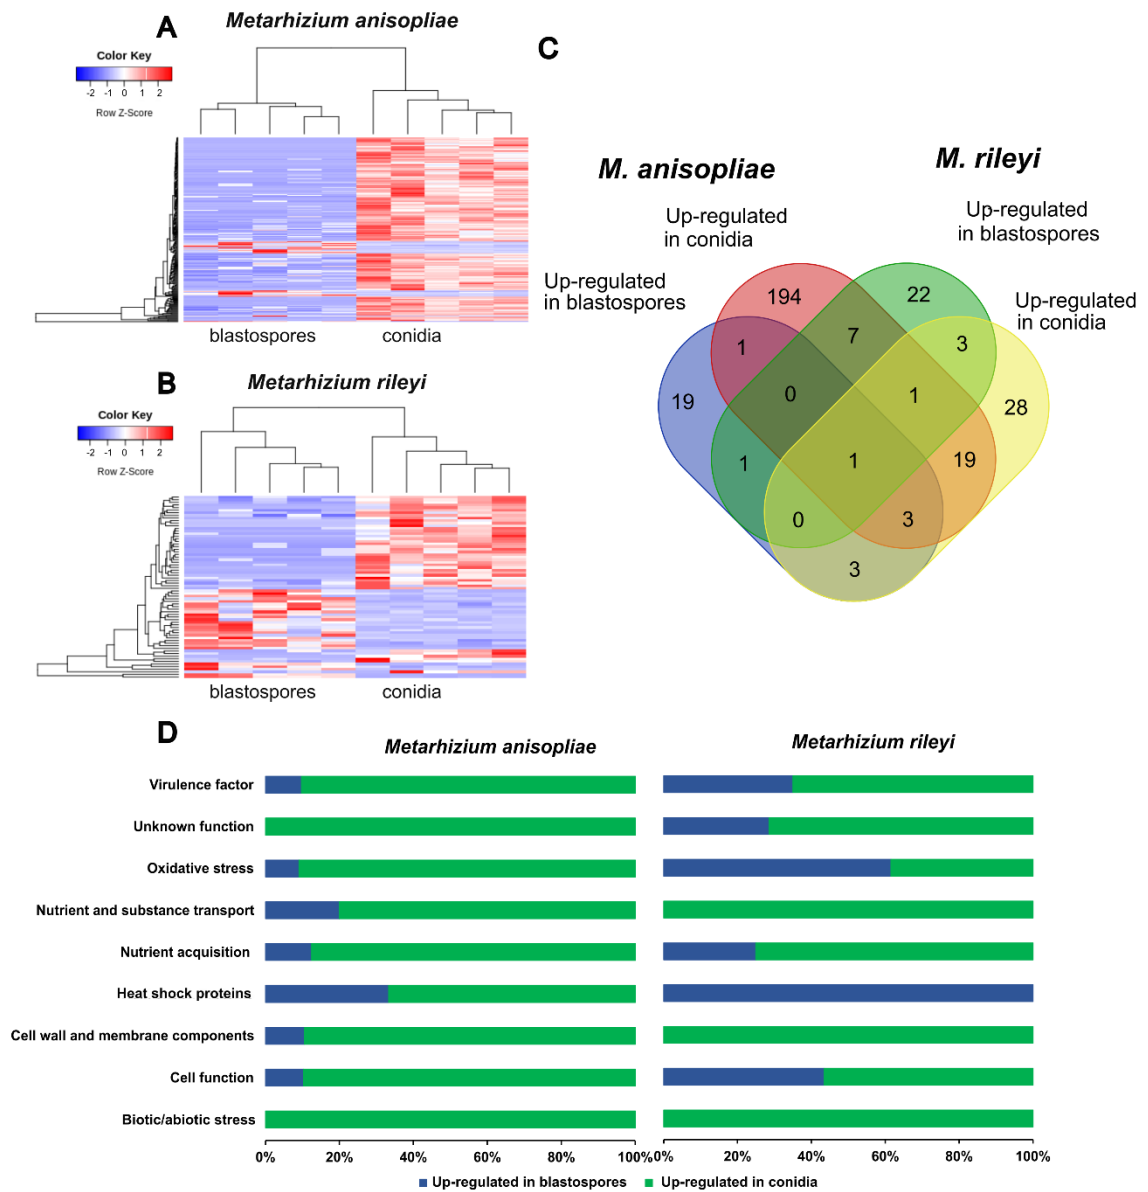 A
Metarhizium anisopliae
Color Key
-2 -1 0 1 2
Row Z-Score
blastospores
conidia
B
Metarhizium rileyi
Color Key
-2 -1 0 1 2
Row Z-Score
blastospores
conidia
C
M. anisopliae
M. rileyi
Up-regulated
in conidia
Up-regulated
in blastospores
Up-regulated
in blastospores
Up-regulated
in conidia
194
22
1
7
3
19
0
1
28
1
1
19
0
3
3
D
Metarhizium anisopliae
Metarhizium rileyi
Virulence factor
Unknown function
Oxidative stress
Nutrient and substance transport
Nutrient acquisition
Heat shock proteins
Cell wall and membrane components
Cell function
Biotic/abiotic stress
0% 20% 40% 60% 80% 100%
0% 20% 40% 60% 80% 100%
Up-regulated in blastospores
Up-regulated in conidia